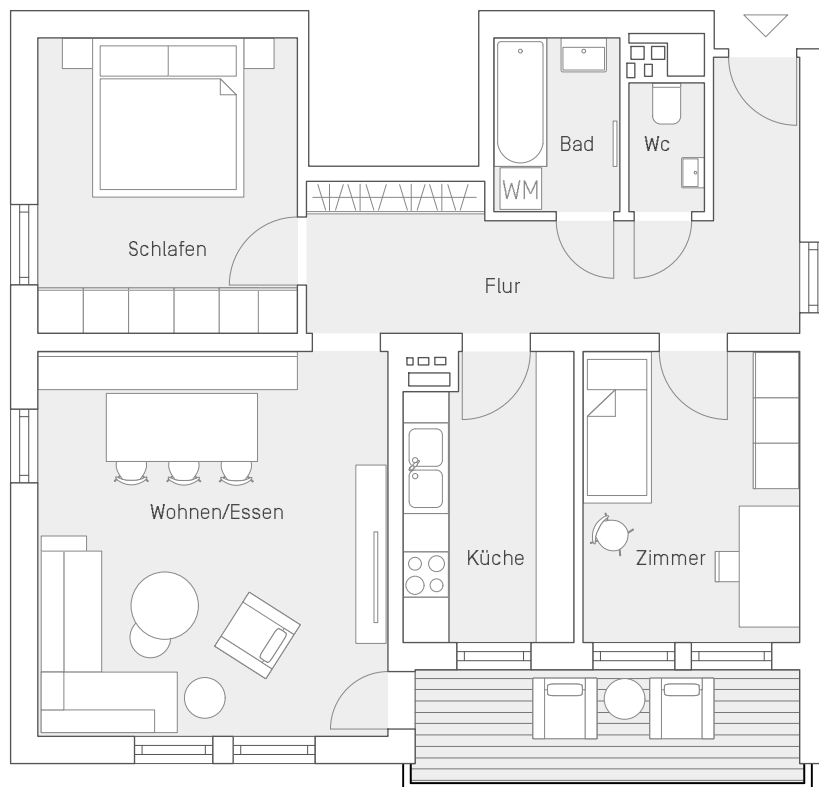 Bad
Wc
WM
Schlafen
Flur
Wohnen/Essen
Küche
Zimmer